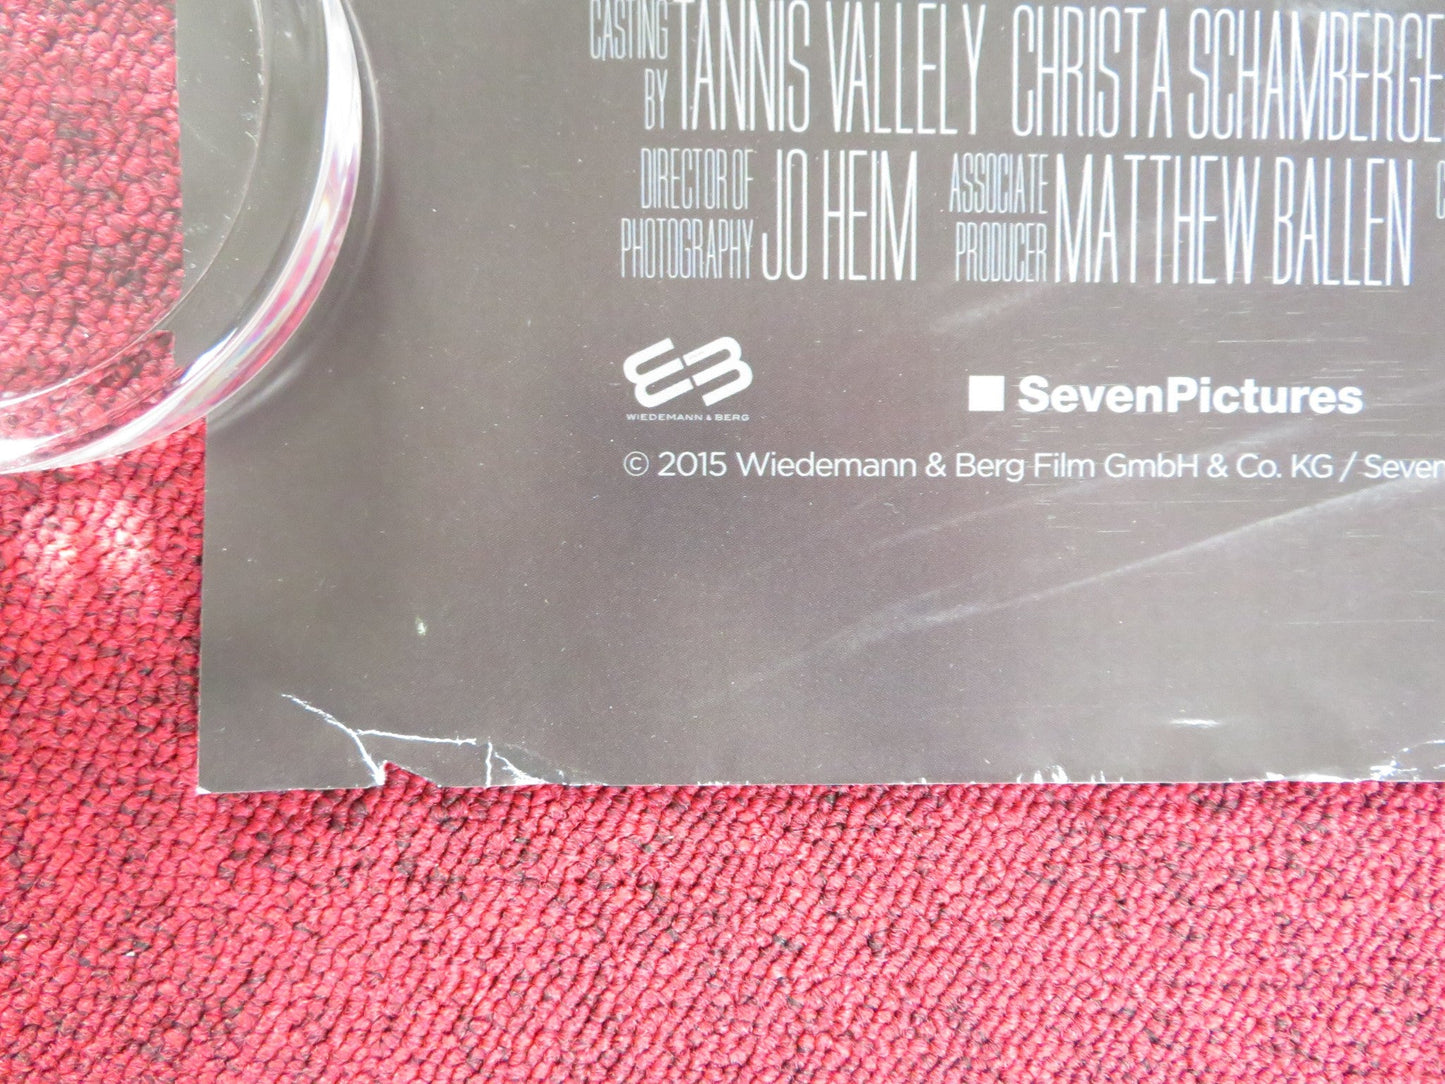 CASTING BY TANNIS VALLELY CHRISTA SCHAMBERGE
DIRECTOR OF PHOTOGRAPHY JO HEIM ASSOCIATE PRODUCER MATTHEW BALLEN C
WIEDEMANN & BERG
SevenPictures
© 2015 Wiedemann & Berg Film GmbH & Co. KG / Seven